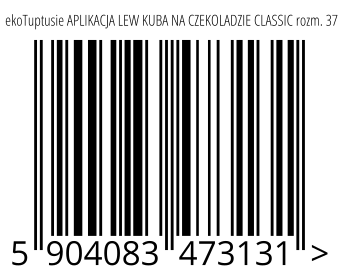 ekoTuptusie APLIKACJA LEW KUBA NA CZEKOLADZIE CLASSIC rozm. 37
5 904083 473131 >